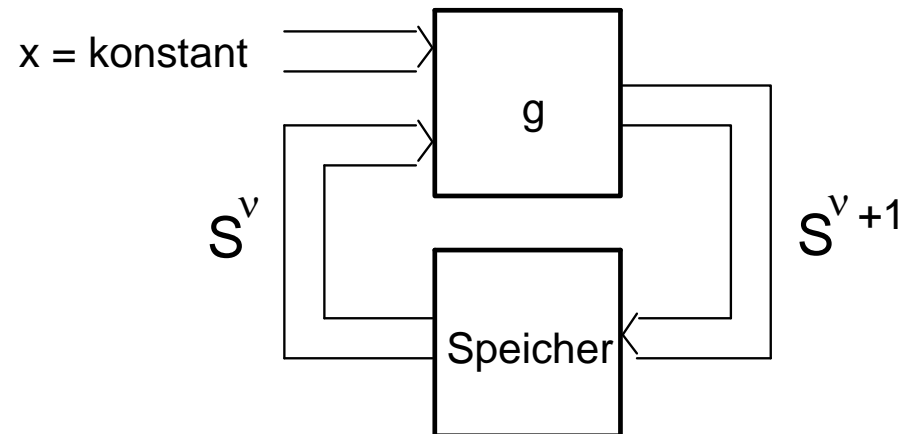 x = konstant
g
S^ν
S^ν +1
Speicher